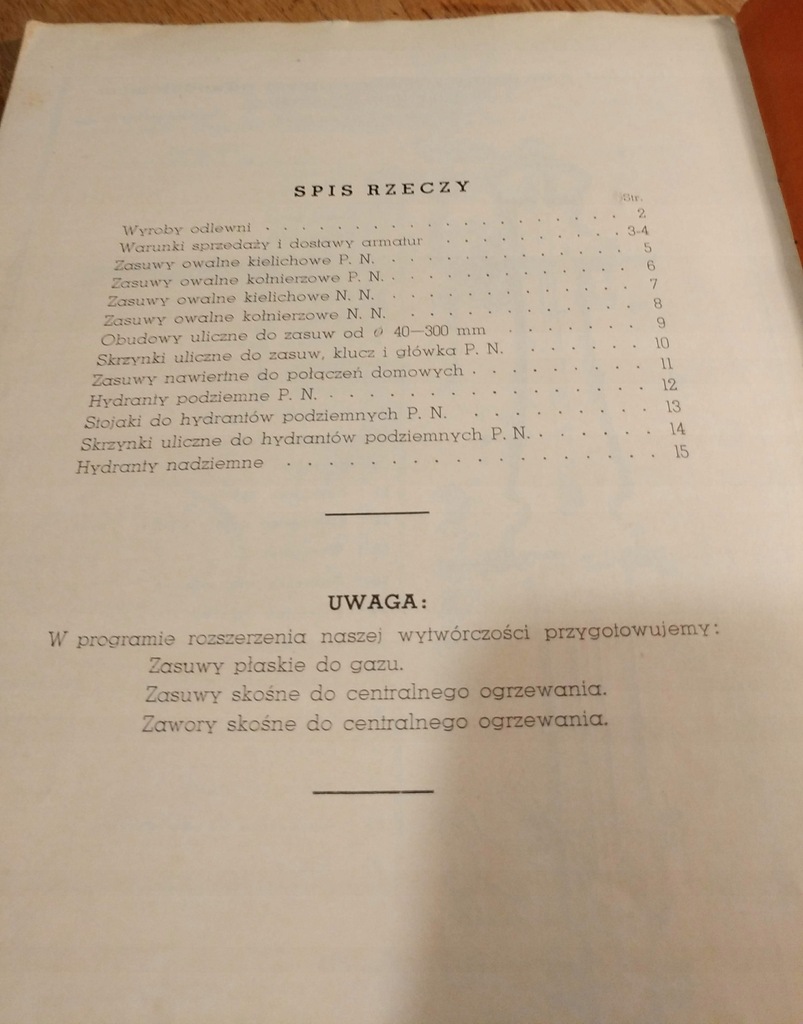 SPIS RZECZY
Str.
Wyroby odlewni . . . . . . . . . . . . . . . . 2
Warunki sprzedaży i dostawy armatur . . . . . . . . 3-4
Zasuwy owalne kielichowe P. N. . . . . . . . . . . 5
Zasuwy owalne kołnierzowe P. N. . . . . . . . . . . 6
Zasuwy owalne kielichowe N. N. . . . . . . . . . . 7
Zasuwy owalne kołnierzowe N. N. . . . . . . . . . 8
Obudowy uliczne do zasuw od ø 40—300 mm . . . . . . 9
Skrzynki uliczne do zasuw, klucz i główka P. N. . . . . . 10
Zasuwy nawiertne do połączeń domowych . . . . . . . . 11
Hydranty podziemne P. N. . . . . . . . . . . . . 12
Stojaki do hydrantów podziemnych P. N. . . . . . . . 13
Skrzynki uliczne do hydrantów podziemnych P. N. . . . . . 14
Hydranty nadziemne . . . . . . . . . . . . . . 15
UWAGA:
W programie rozszerzenia naszej wytwórczości przygotowujemy:
Zasuwy płaskie do gazu.
Zasuwy skośne do centralnego ogrzewania.
Zawory skośne do centralnego ogrzewania.